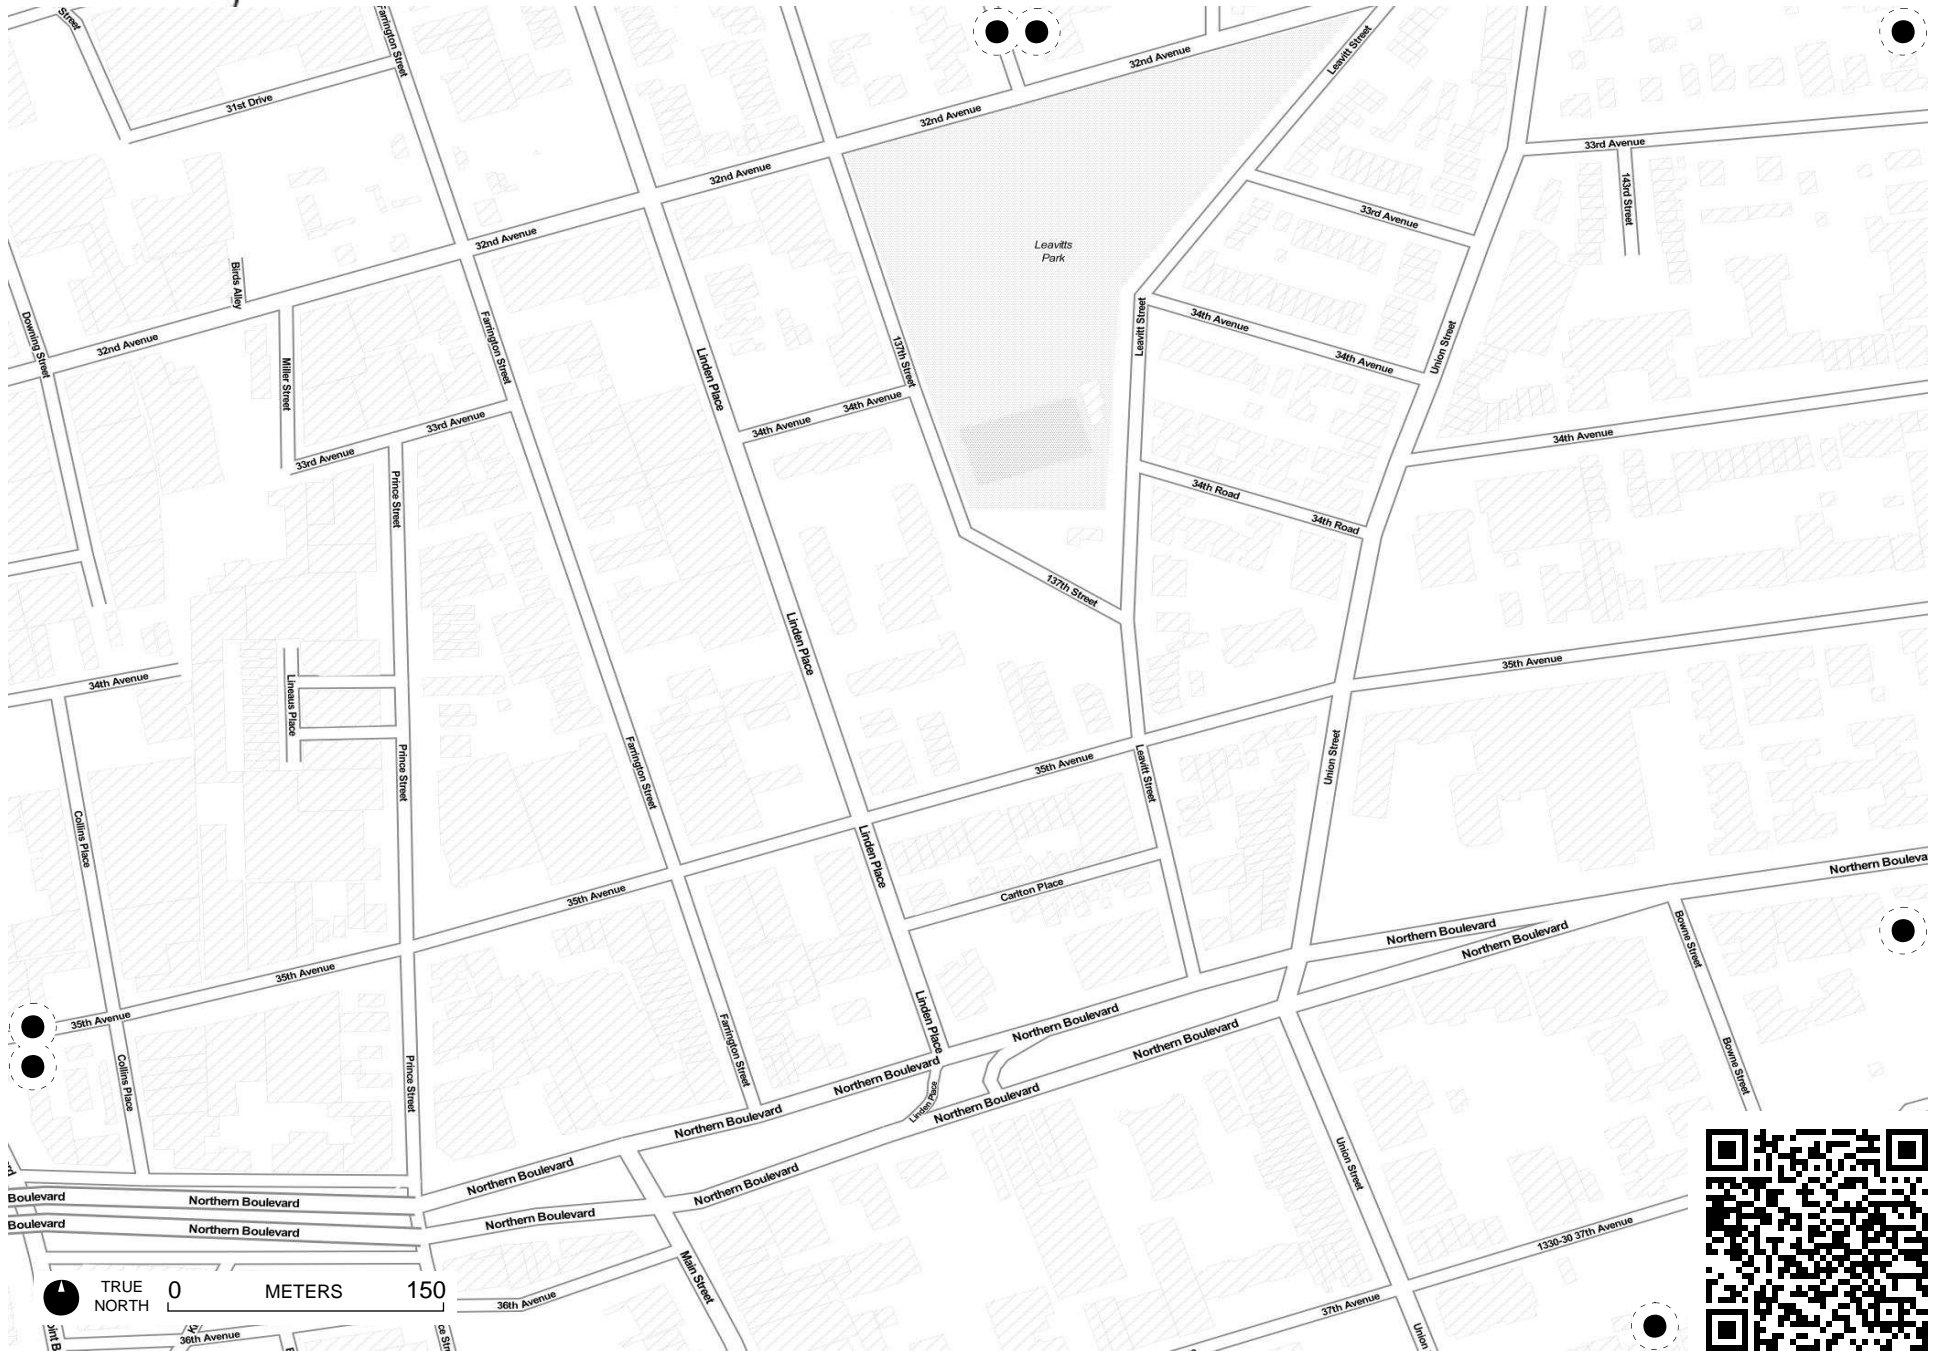 Street
Farrington Street
31st Drive
32nd Avenue
Leavitt Street
32nd Avenue
33rd Avenue
143rd Street
32nd Avenue
33rd Avenue
32nd Avenue
Leavitts
Park
Birds Alley
Downing Street
32nd Avenue
Miller Street
Farrington Street
Linden Place
137th Street
Leavitt Street
34th Avenue
34th Avenue
Union Street
34th Avenue
34th Avenue
33rd Avenue
33rd Avenue
34th Avenue
Prince Street
34th Road
34th Road
137th Street
Linden Place
34th Avenue
Lineaus Place
35th Avenue
Prince Street
Farrington Street
35th Avenue
Leavitt Street
Union Street
Collins Place
Linden Place
Carlton Place
35th Avenue
Northern Bouleva
Northern Boulevard
Northern Boulevard
Bowne Street
35th Avenue
35th Avenue
Linden Place
Northern Boulevard
Northern Boulevard
Farrington Street
Collins Place
Prince Street
Northern Boulevard
Linden Place
Northern Boulevard
Bowne Street
Northern Boulevard
Northern Boulevard
Northern Boulevard
Union Street
rd
Boulevard
Northern Boulevard
Boulevard
Northern Boulevard
Northern Boulevard
1330-30 37th Avenue
Main Street
TRUE
NORTH
0
METERS
150
36th Avenue
37th Avenue
36th Avenue
oint B
ce Stre
Union